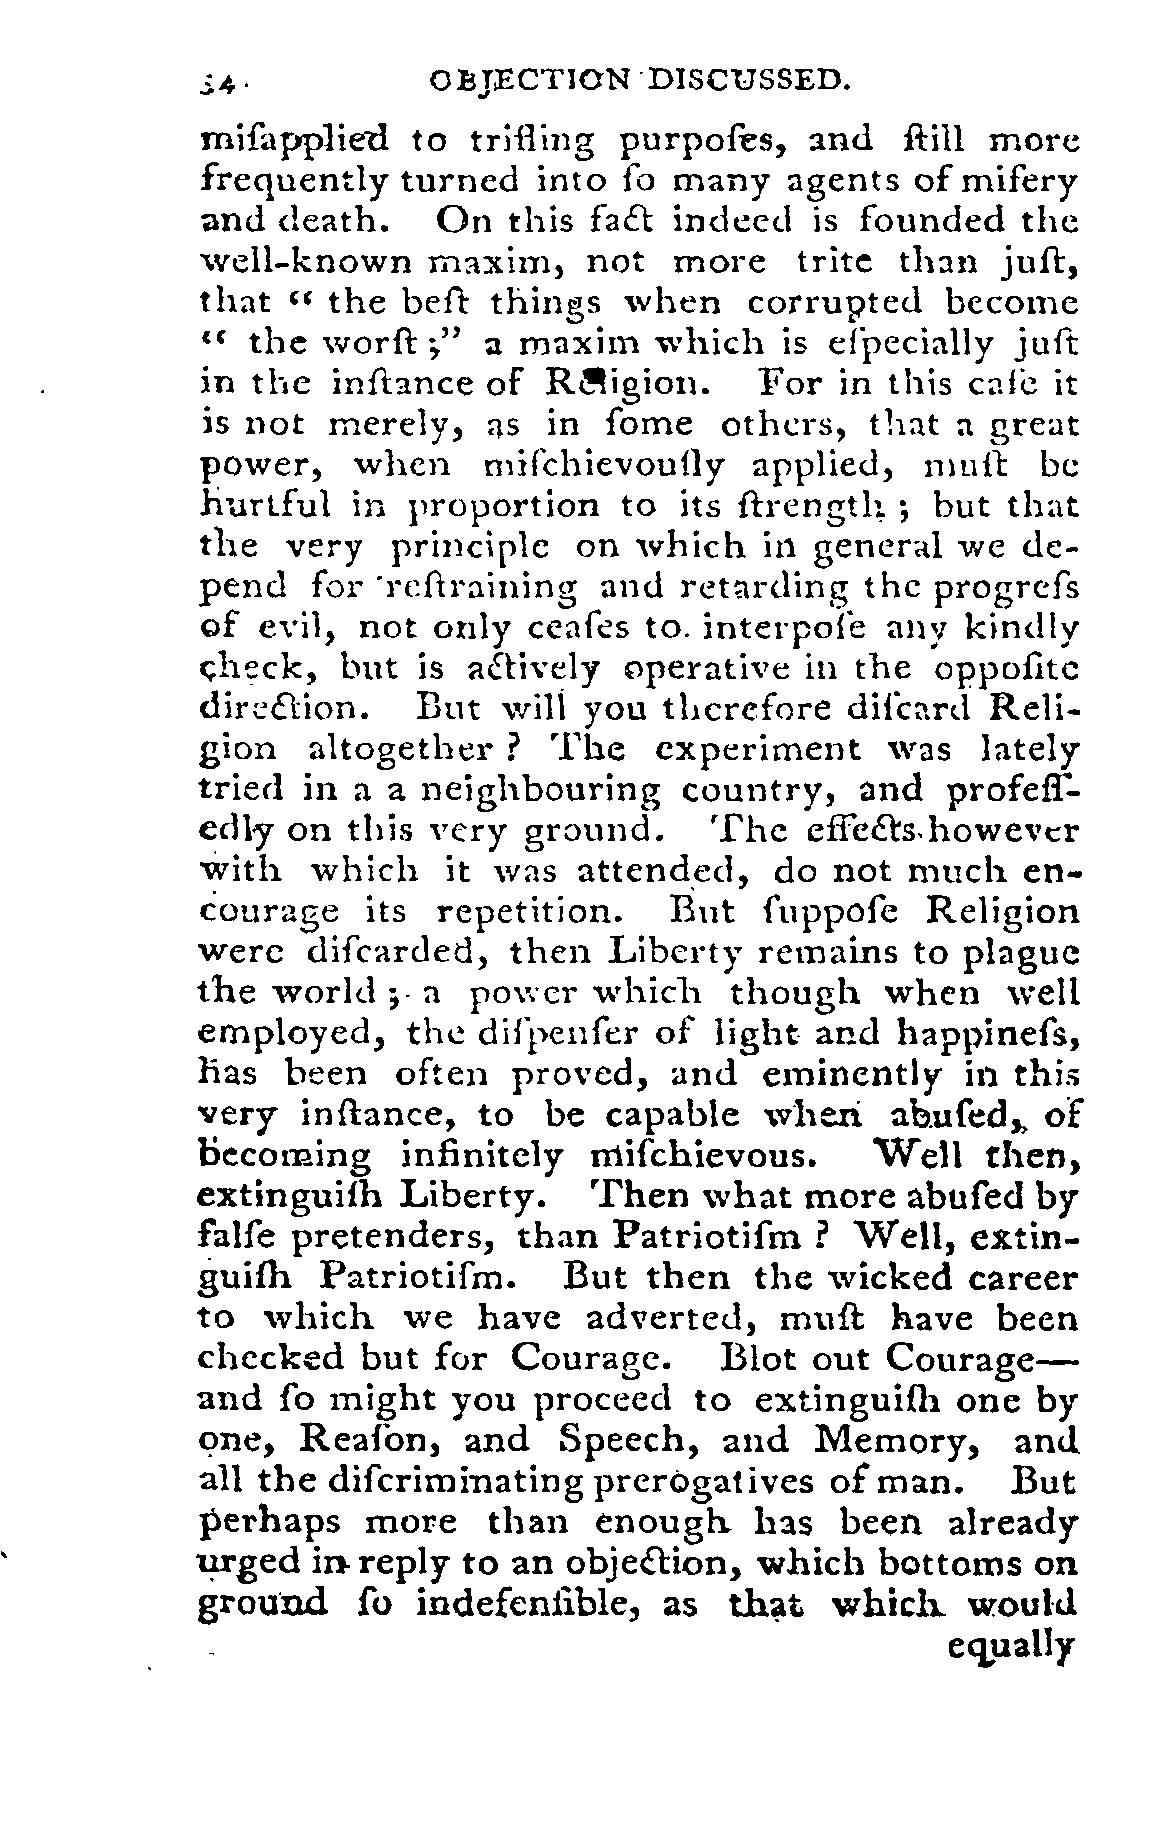 54. OBJECTION DISCUSSED.
miſapplied to trifling purpoſes, and ſtill more
frequently turned into ſo many agents of miſery
and death. On this fact indeed is founded the
well-known maxim, not more trite than juſt,
that “ the beſt things when corrupted become
“ the worſt ;” a maxim which is eſpecially juſt
in the inſtance of Religion. For in this caſe it
is not merely, as in ſome others, that a great
power, when miſchievouſly applied, muſt be
hurtful in proportion to its ſtrength ; but that
the very principle on which in general we de-
pend for reſtraining and retarding the progreſs
of evil, not only ceaſes to interpoſe any kindly
check, but is actively operative in the oppoſite
direction. But will you therefore diſcard Reli-
gion altogether ? The experiment was lately
tried in a a neighbouring country, and profeſſ-
edly on this very ground. The effects however
with which it was attended, do not much en-
courage its repetition. But ſuppoſe Religion
were diſcarded, then Liberty remains to plague
the world ; a power which though when well
employed, the diſpenſer of light and happineſs,
has been often proved, and eminently in this
very inſtance, to be capable when abuſed, of
becoming infinitely miſchievous. Well then,
extinguiſh Liberty. Then what more abuſed by
falſe pretenders, than Patriotiſm ? Well, extin-
guiſh Patriotiſm. But then the wicked career
to which we have adverted, muſt have been
checked but for Courage. Blot out Courage—
and ſo might you proceed to extinguiſh one by
one, Reaſon, and Speech, and Memory, and
all the diſcriminating prerogatives of man. But
perhaps more than enough has been already
urged in reply to an objection, which bottoms on
ground ſo indefenſible, as that which would
equally